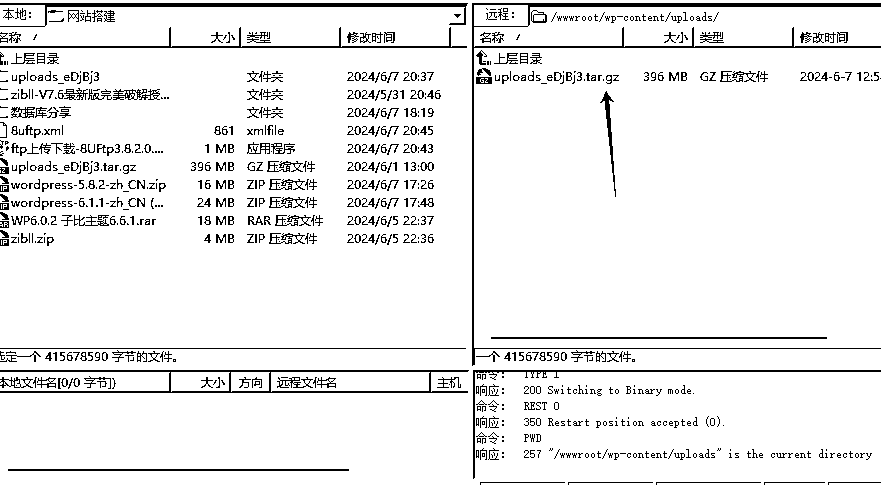 本地： 网站搭建
名称 大小 类型 修改时间
上层目录
uploads_eDjBj3 文件夹 2024/6/7 20:37
zibll-V7.6最新版完美破解授... 文件夹 2024/5/31 20:46
数据库分享 文件夹 2024/6/7 18:19
8uftp.xml 861 xmlfile 2024/6/7 20:45
ftp上传下载-8UFtp3.8.2.0.... 1 MB 应用程序 2024/6/7 20:43
uploads_eDjBj3.tar.gz 396 MB GZ 压缩文件 2024/6/1 13:00
wordpress-5.8.2-zh_CN.zip 16 MB ZIP 压缩文件 2024/6/7 17:26
wordpress-6.1.1-zh_CN (... 24 MB ZIP 压缩文件 2024/6/7 17:48
WP6.0.2 子比主题6.6.1.rar 18 MB RAR 压缩文件 2024/6/5 22:37
zibll.zip 4 MB ZIP 压缩文件 2024/6/5 22:36
选定一个 415678590 字节的文件。
本地文件名[0/0 字节]} 大小 方向 远程文件名 主机
远程： /wwwroot/wp-content/uploads/
名称 大小 类型 修改时间
上层目录
uploads_eDjBj3.tar.gz 396 MB GZ 压缩文件 2024-6-7 12:5
一个 415678590 字节的文件。
命令： TYPE I
响应： 200 Switching to Binary mode.
命令： REST 0
响应： 350 Restart position accepted (0).
命令： PWD
响应： 257 "/wwwroot/wp-content/uploads" is the current directory